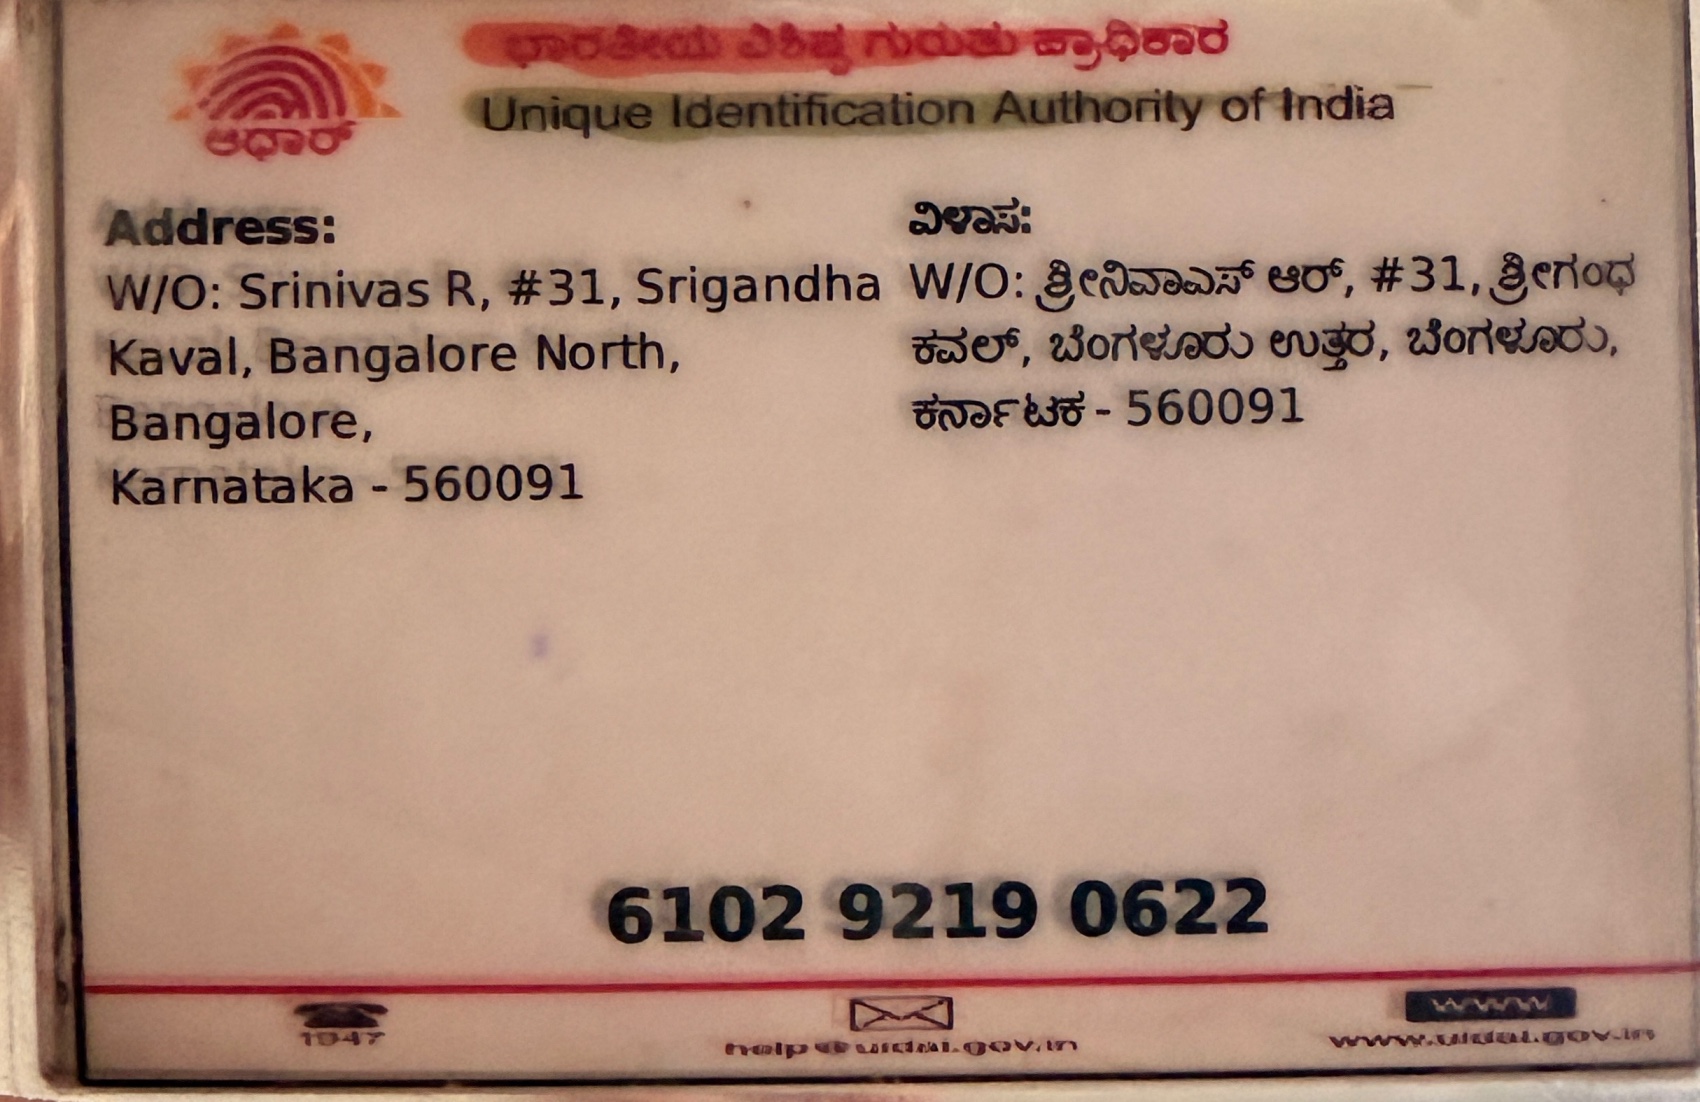 ಭಾರತೀಯ ವಿಶಿಷ್ಟ ಗುರುತು ಪ್ರಾಧಿಕಾರ
Unique Identification Authority of India
ಆಧಾರ್
Address:
W/O: Srinivas R, #31, Srigandha
Kaval, Bangalore North,
Bangalore,
Karnataka - 560091
ವಿಳಾಸ:
W/O: ಶ್ರೀನಿವಾಎಸ್ ಆರ್, #31, ಶ್ರೀಗಂಧ
ಕವಲ್, ಬೆಂಗಳೂರು ಉತ್ತರ, ಬೆಂಗಳೂರು,
ಕರ್ನಾಟಕ - 560091
6102 9219 0622
1947
help@uidai.gov.in
www
www.uidai.gov.in